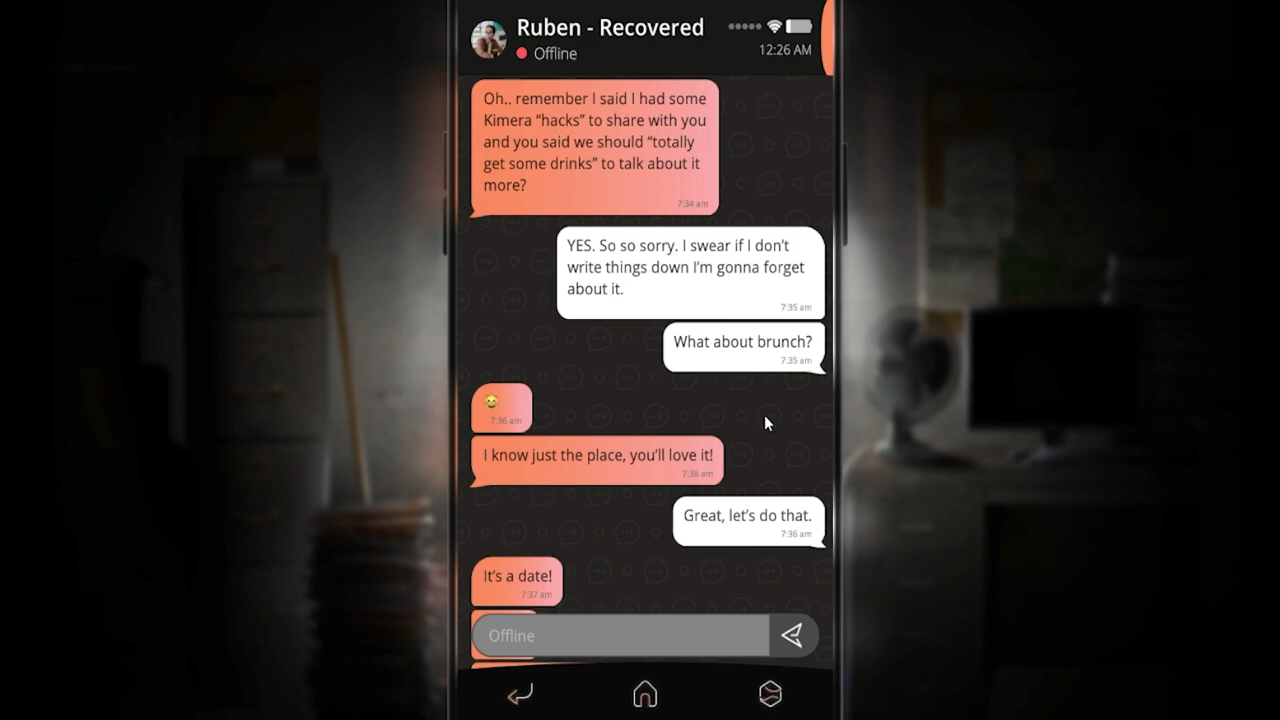 Ruben - Recovered
Offline
12:26 AM
Oh.. remember I said I had some
Kimera “hacks” to share with you
and you said we should “totally
get some drinks” to talk about it
more?
7:34 am
YES. So so sorry. I swear if I don’t
write things down I’m gonna forget
about it.
7:35 am
What about brunch?
7:35 am
7:36 am
I know just the place, you’ll love it!
7:36 am
Great, let’s do that.
7:36 am
It’s a date!
7:37 am
Offline